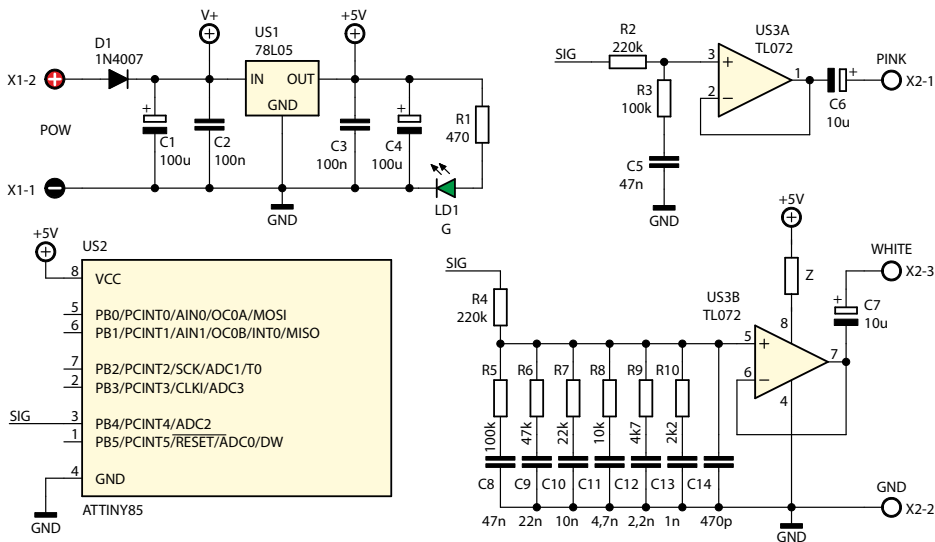 V+
+5V
D1
1N4007
US1
78L05
X1-2
IN OUT
GND
POW
C1
100u
C2
100n
C3
100n
C4
100u
R1
470
X1-1
GND
LD1
G
SIG
R2
220k
US3A
TL072
3
+
2
−
1
R3
100k
C5
47n
GND
+
C6
10u
PINK
X2-1
+5V
US2
8
VCC
5
PB0/PCINT0/AIN0/OC0A/MOSI
6
PB1/PCINT1/AIN1/OC0B/INT0/MISO
7
PB2/PCINT2/SCK/ADC1/T0
2
PB3/PCINT3/CLKI/ADC3
SIG
3
PB4/PCINT4/ADC2
1
PB5/PCINT5/RESET/ADC0/DW
4
GND
GND
ATTINY85
+5V
Z
WHITE
X2-3
+
C7
10u
SIG
R4
220k
US3B
TL072
8
5
+
6
−
7
4
R5 R6 R7 R8 R9 R10
100k 47k 22k 10k 4k7 2k2
C8 C9 C10 C11 C12 C13 C14
47n 22n 10n 4,7n 2,2n 1n 470p
GND
GND
X2-2